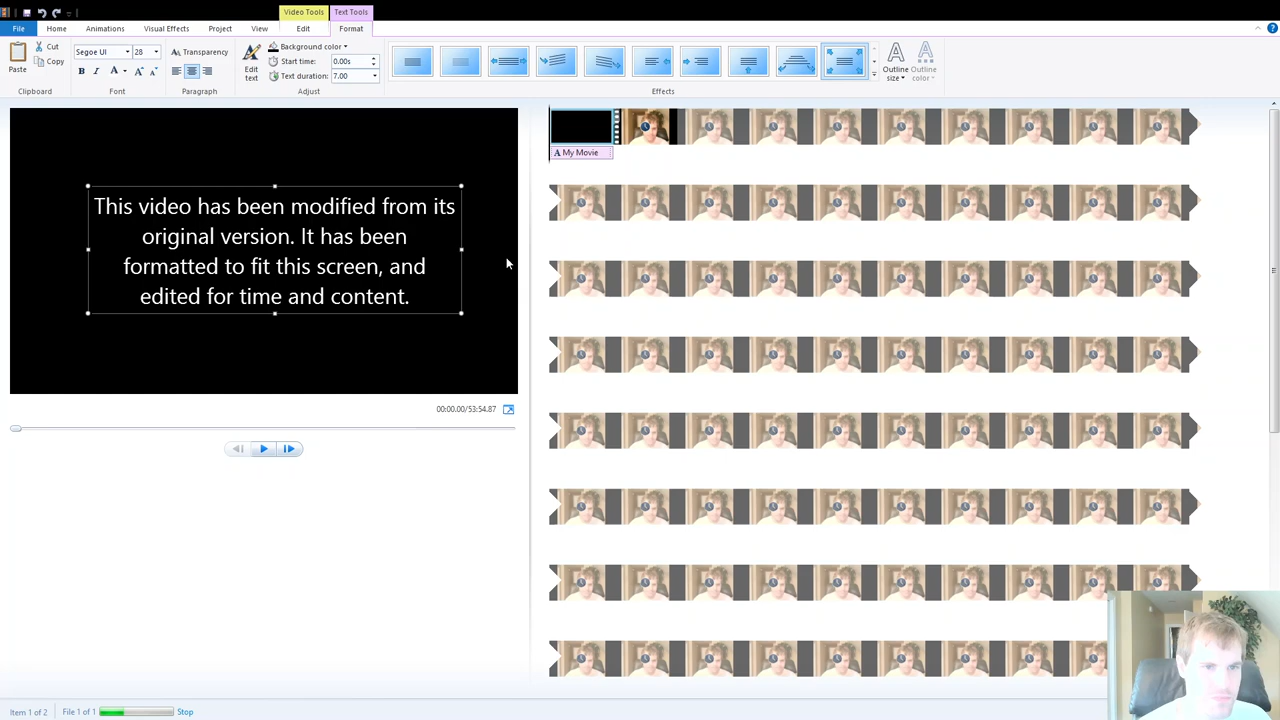 Video Tools
Text Tools
File
Home
Animations
Visual Effects
Project
View
Edit
Format
Paste
Cut
Copy
Clipboard
Segoe UI
28
B
I
A
A
A
Font
Transparency
Paragraph
Edit
text
Background color
Start time:
0.00s
Text duration:
7.00
Adjust
Effects
A
Outline
size
A
Outline
color
This video has been modified from its
original version. It has been
formatted to fit this screen, and
edited for time and content.
A My Movie
00:00.00/53:54.87
Item 1 of 2
File 1 of 1
Stop